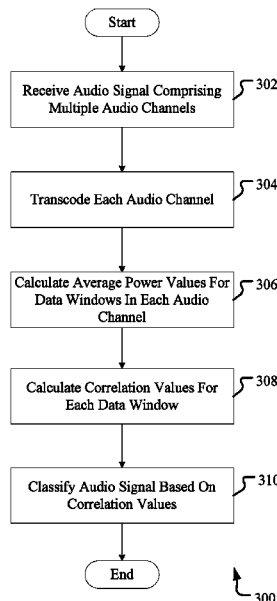 Start
Receive Audio Signal Comprising
Multiple Audio Channels
302
Transcode Each Audio Channel
304
Calculate Average Power Values For
Data Windows In Each Audio
Channel
306
Calculate Correlation Values For
Each Data Window
308
Classify Audio Signal Based On
Correlation Values
310
End
300